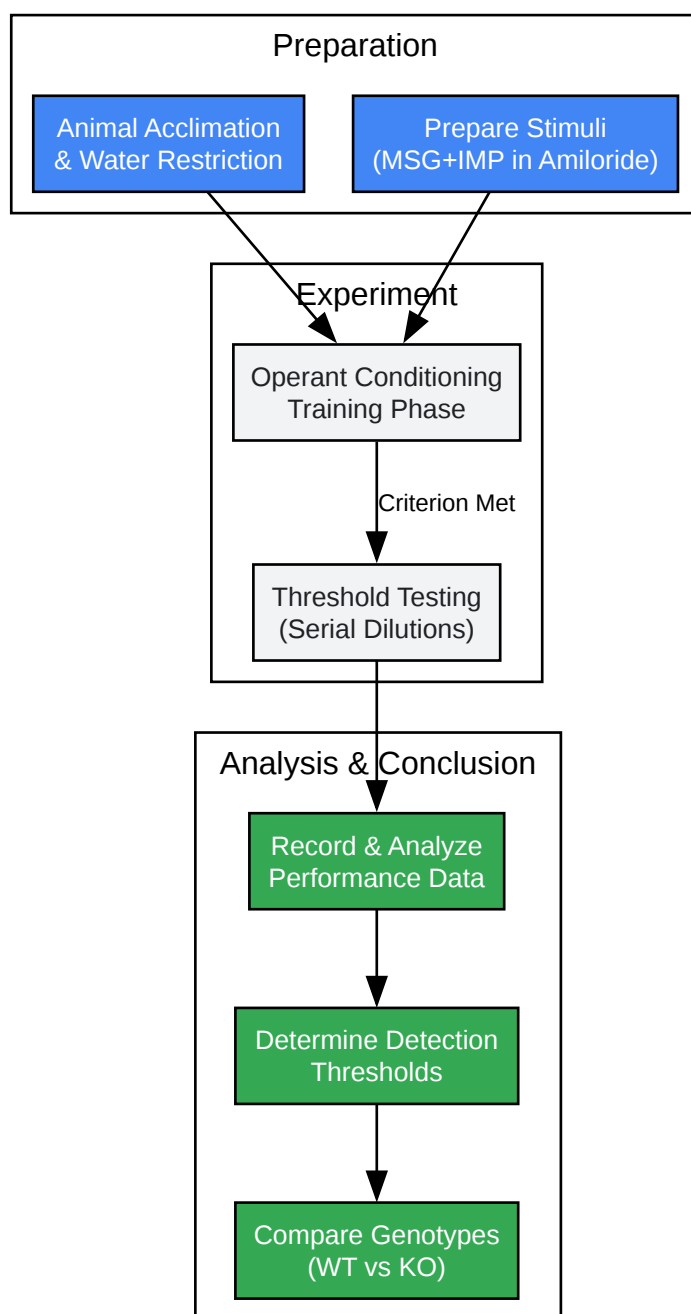 Preparation
Animal Acclimation
& Water Restriction
Prepare Stimuli
(MSG+IMP in Amiloride)
Experiment
Operant Conditioning
Training Phase
Criterion Met
Threshold Testing
(Serial Dilutions)
Analysis & Conclusion
Record & Analyze
Performance Data
Determine Detection
Thresholds
Compare Genotypes
(WT vs KO)